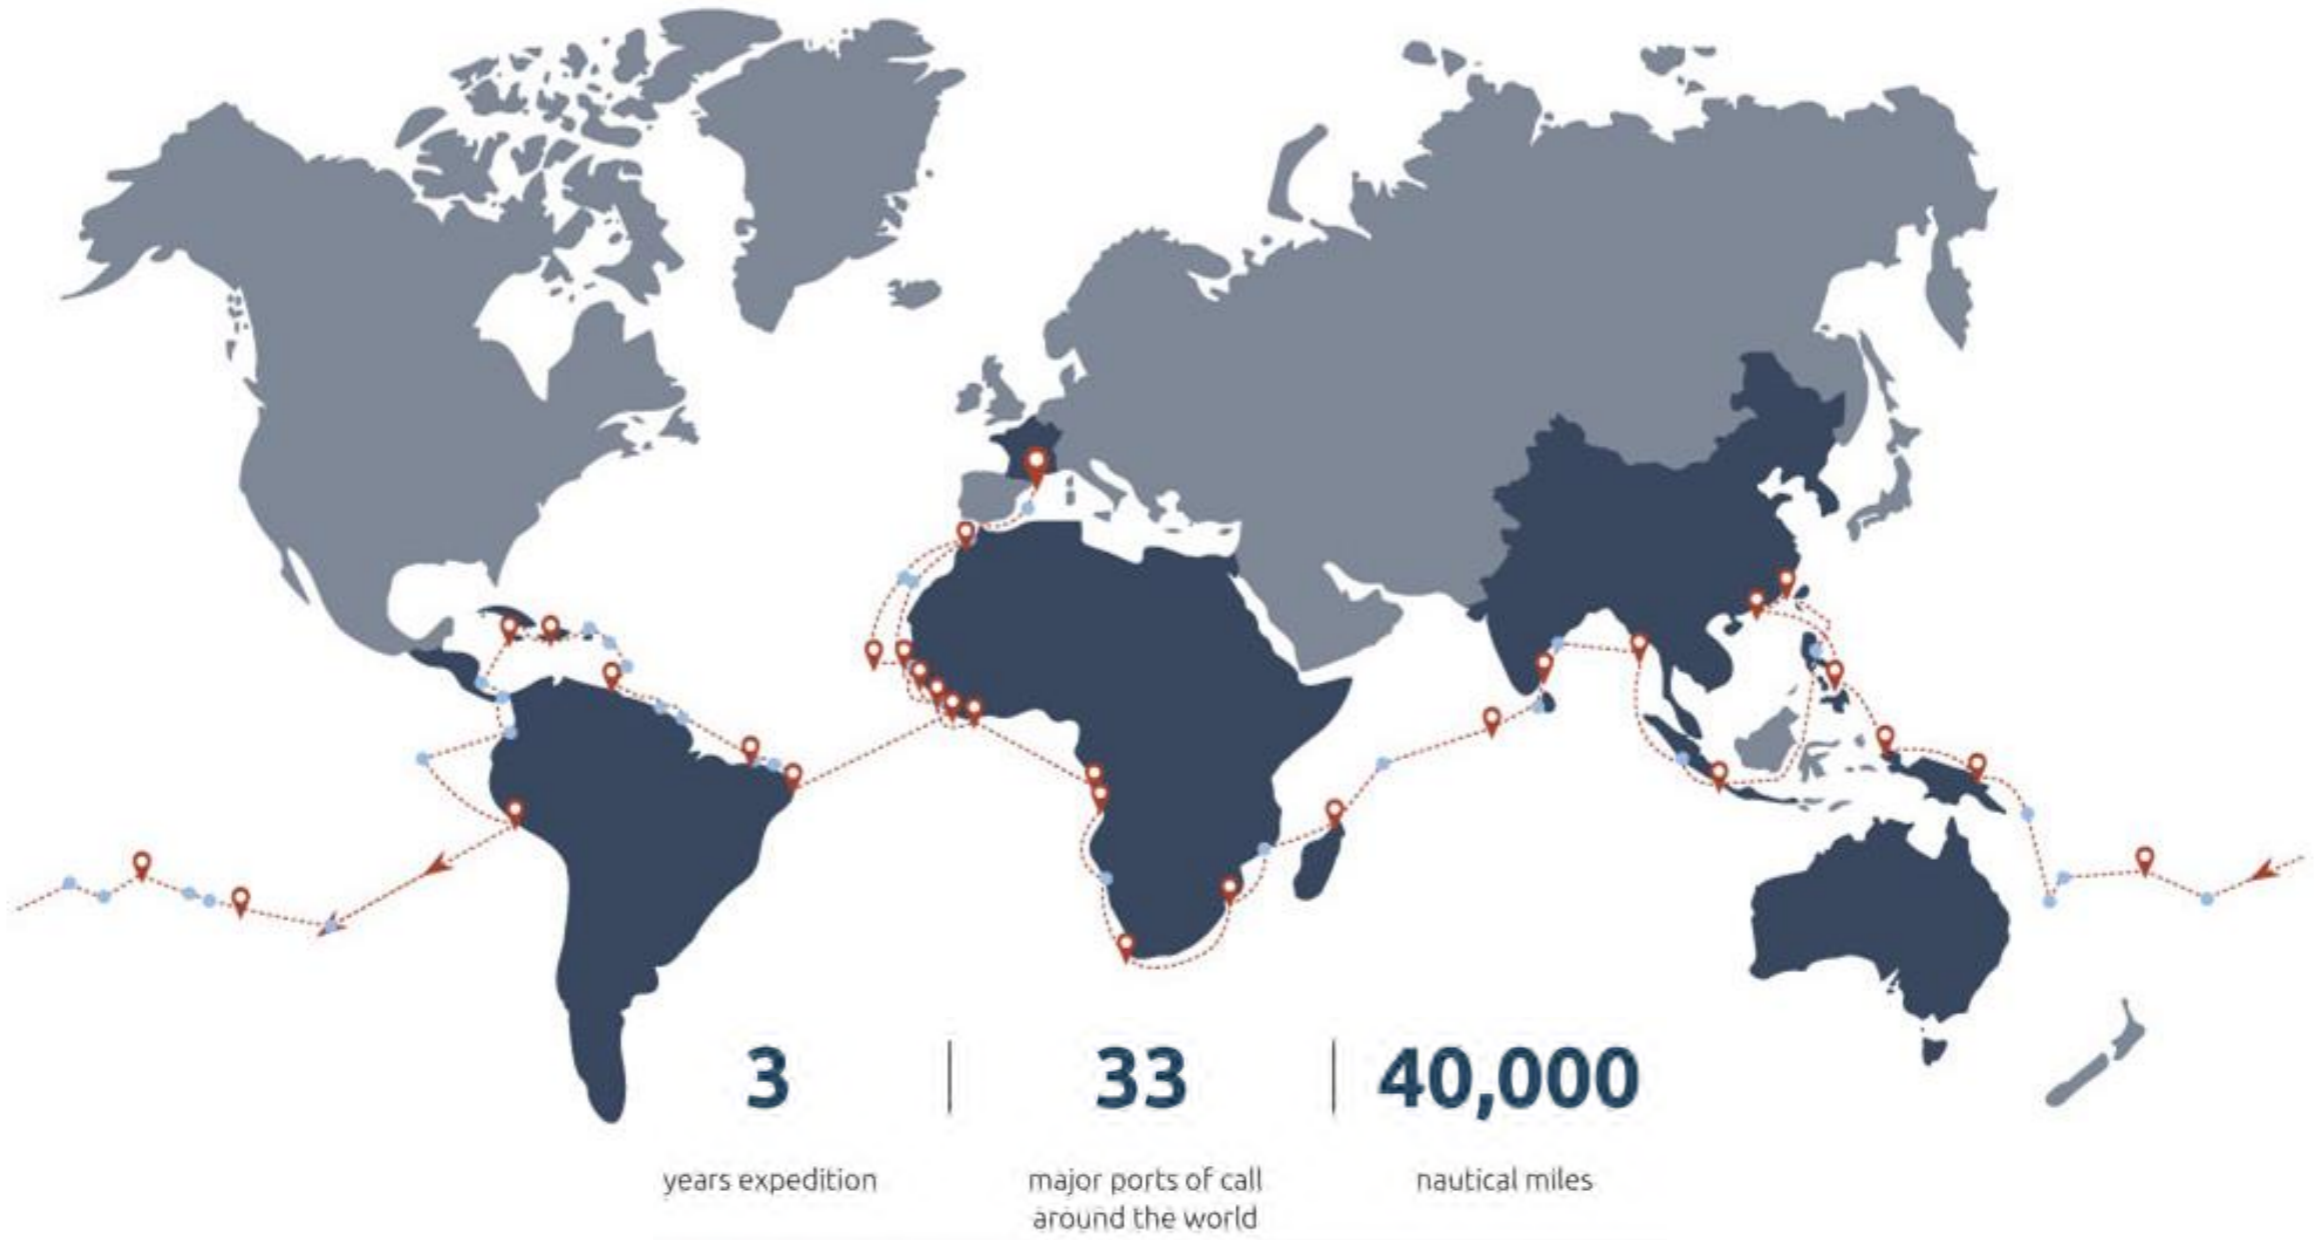 3
years expedition
33
major ports of call
around the world
40,000
nautical miles